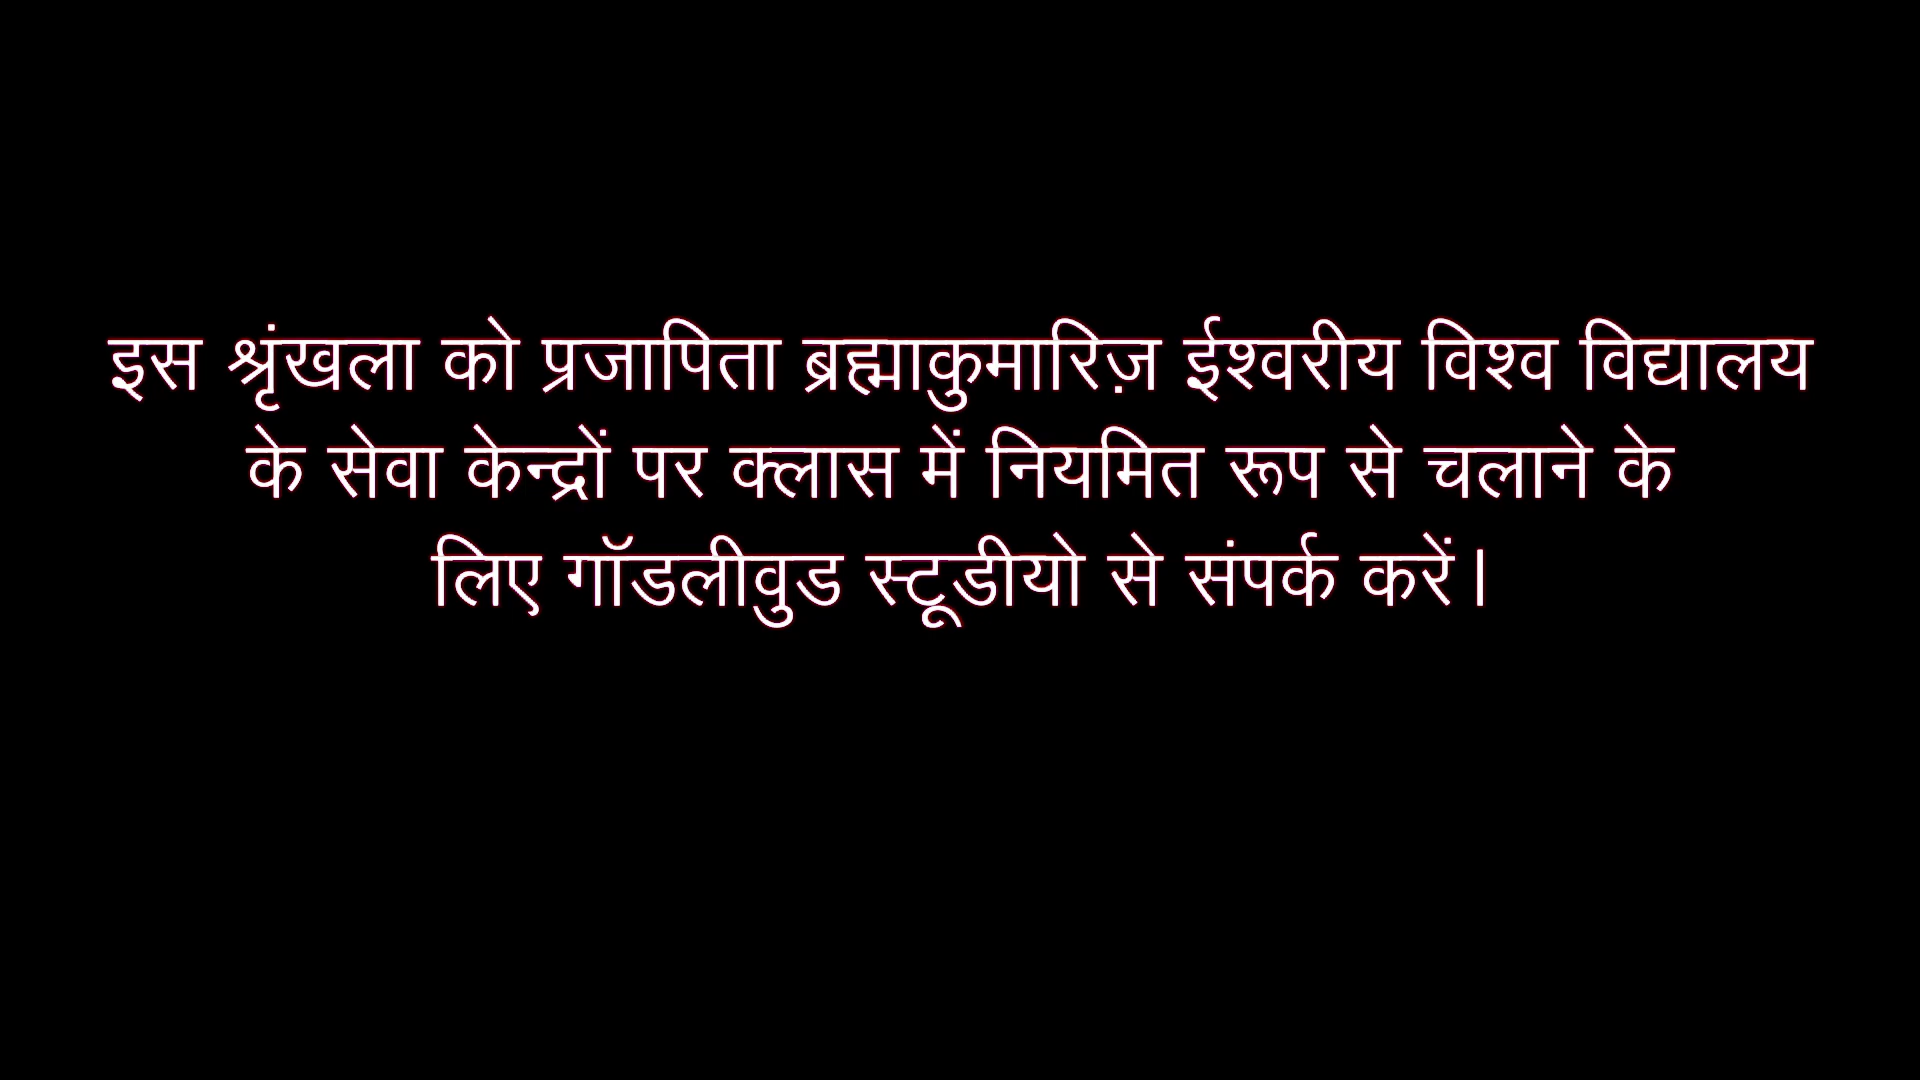 इस श्रृंखला को प्रजापिता ब्रह्माकुमारिज़ ईश्वरीय विश्व विद्यालय
के सेवा केन्द्रों पर क्लास में नियमित रूप से चलाने के
लिए गॉडलीवुड स्टूडीयो से संपर्क करें।